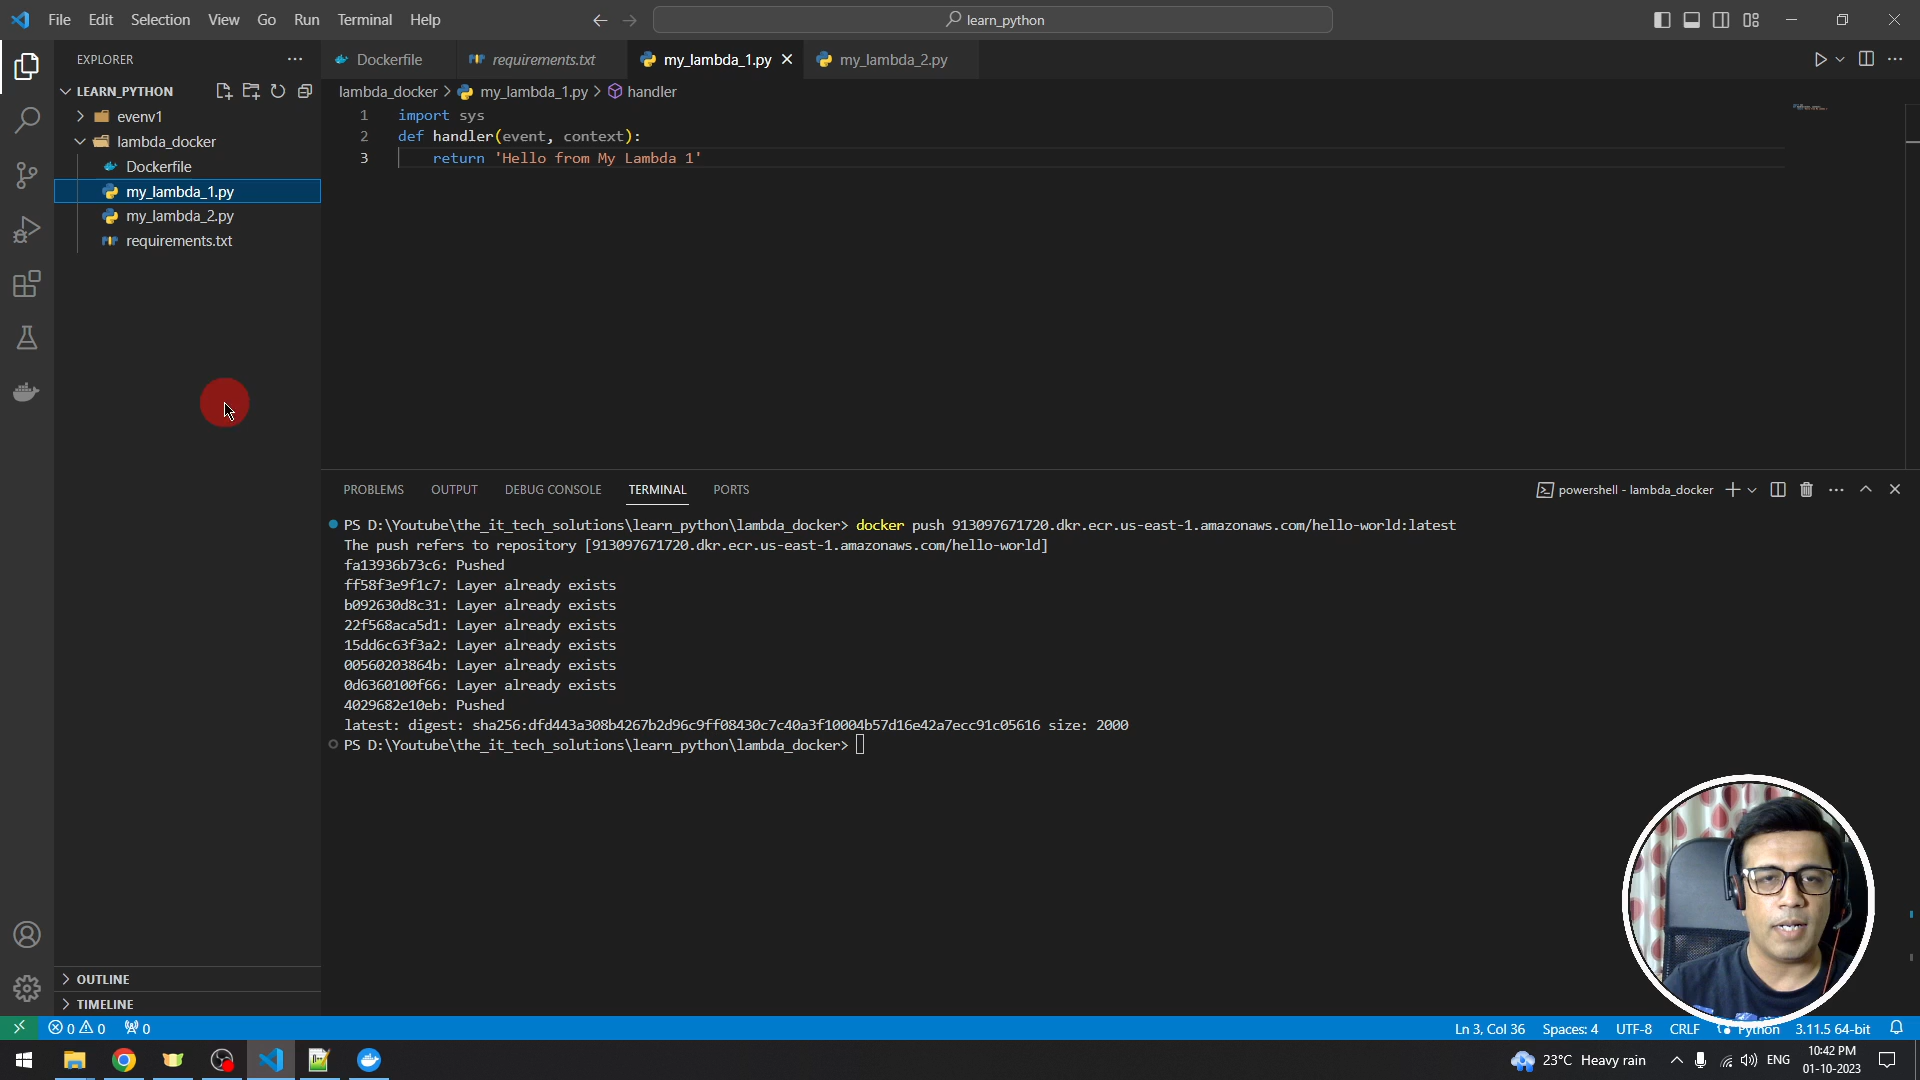 File Edit Selection View Go Run Terminal Help
learn_python
EXPLORER
LEARN_PYTHON
evenv1
lambda_docker
Dockerfile
my_lambda_1.py
my_lambda_2.py
requirements.txt
OUTLINE
TIMELINE
Dockerfile requirements.txt my_lambda_1.py my_lambda_2.py
lambda_docker > my_lambda_1.py > handler
1 import sys
2 def handler(event, context):
3 return 'Hello from My Lambda 1'
PROBLEMS OUTPUT DEBUG CONSOLE TERMINAL PORTS
powershell - lambda_docker
PS D:\Youtube\the_it_tech_solutions\learn_python\lambda_docker> docker push 913097671720.dkr.ecr.us-east-1.amazonaws.com/hello-world:latest
The push refers to repository [913097671720.dkr.ecr.us-east-1.amazonaws.com/hello-world]
fa13936b73c6: Pushed
ff58f3e9f1c7: Layer already exists
b092630d8c31: Layer already exists
22f568aca5d1: Layer already exists
15dd6c63f3a2: Layer already exists
00560203864b: Layer already exists
0d6360100f66: Layer already exists
4029682e10eb: Pushed
latest: digest: sha256:dfd443a308b4267b2d96c9ff08430c7c40a3f10004b57d16e42a7ecc91c05616 size: 2000
PS D:\Youtube\the_it_tech_solutions\learn_python\lambda_docker>
0 0 0
Ln 3, Col 36 Spaces: 4 UTF-8 CRLF Python 3.11.5 64-bit
23°C Heavy rain
ENG
10:42 PM
01-10-2023